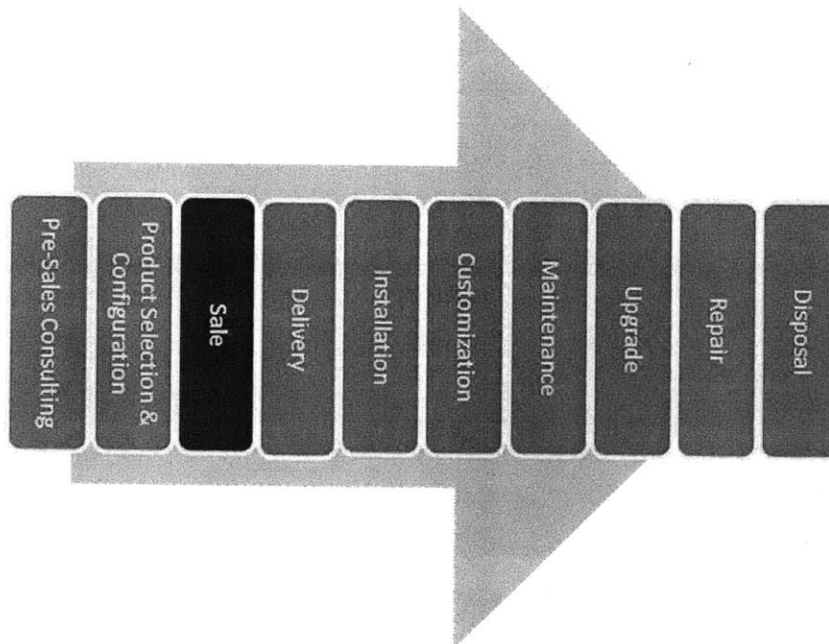 Pre-Sales Consulting
Product Selection &
Configuration
Sale
Delivery
Installation
Customization
Maintenance
Upgrade
Repair
Disposal